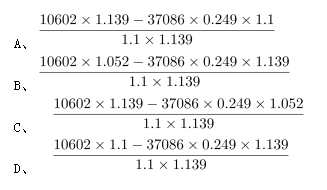 A、 (10602 × 1.139 − 37086 × 0.249 × 1.1) / (1.1 × 1.139)
B、 (10602 × 1.052 − 37086 × 0.249 × 1.139) / (1.1 × 1.139)
C、 (10602 × 1.139 − 37086 × 0.249 × 1.052) / (1.1 × 1.139)
D、 (10602 × 1.1 − 37086 × 0.249 × 1.139) / (1.1 × 1.139)